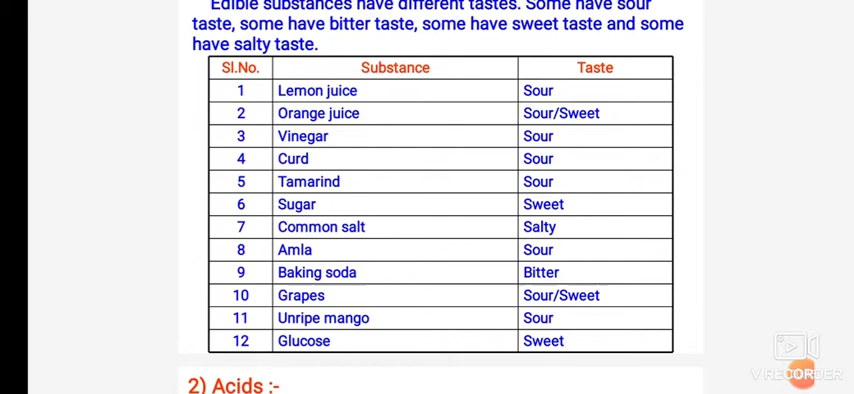 Edible substances have different tastes. Some have sour
taste, some have bitter taste, some have sweet taste and some
have salty taste.
Sl.No. Substance Taste
1 Lemon juice Sour
2 Orange juice Sour/Sweet
3 Vinegar Sour
4 Curd Sour
5 Tamarind Sour
6 Sugar Sweet
7 Common salt Salty
8 Amla Sour
9 Baking soda Bitter
10 Grapes Sour/Sweet
11 Unripe mango Sour
12 Glucose Sweet
2) Acids :-
V RECORDER